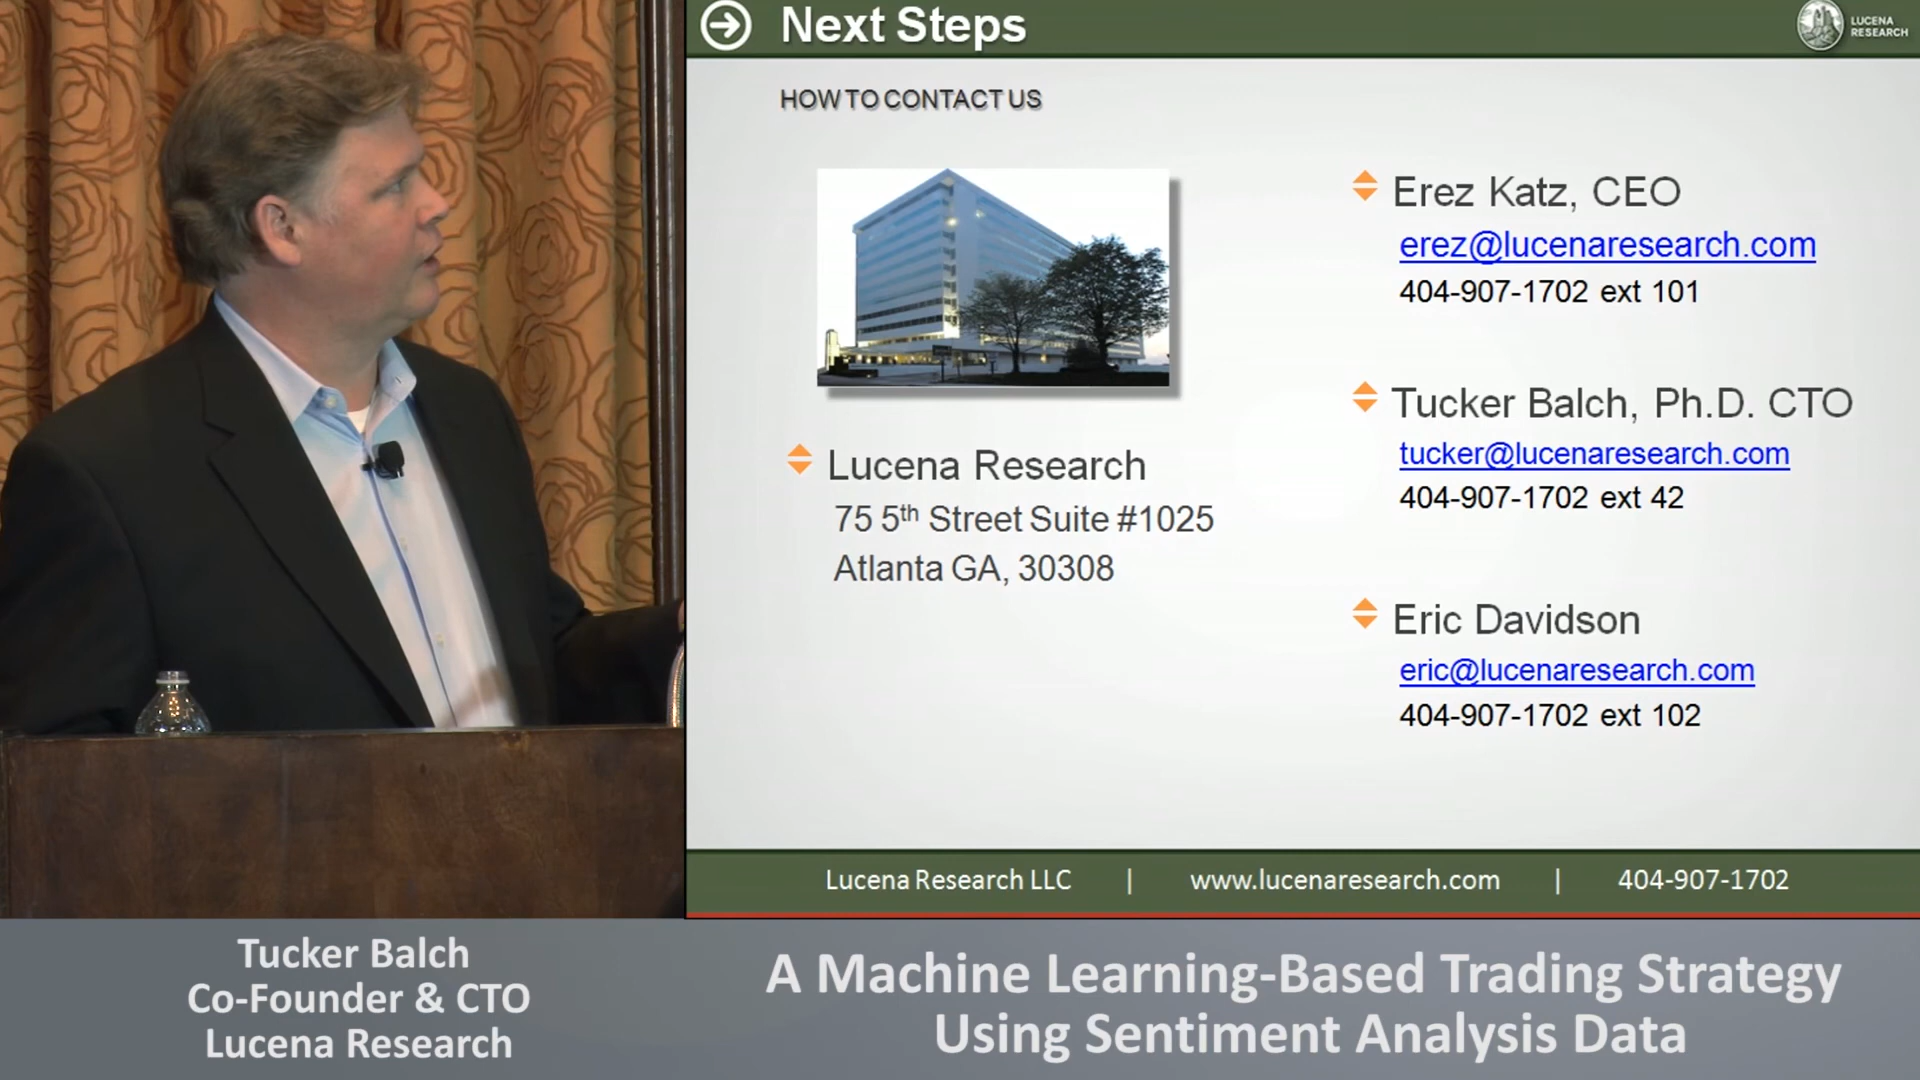 Next Steps
LUCENA
RESEARCH
HOW TO CONTACT US
Lucena Research
75 5th Street Suite #1025
Atlanta GA, 30308
Erez Katz, CEO
erez@lucenaresearch.com
404-907-1702 ext 101
Tucker Balch, Ph.D. CTO
tucker@lucenaresearch.com
404-907-1702 ext 42
Eric Davidson
eric@lucenaresearch.com
404-907-1702 ext 102
Lucena Research LLC | www.lucenaresearch.com | 404-907-1702
Tucker Balch
Co-Founder & CTO
Lucena Research
A Machine Learning-Based Trading Strategy
Using Sentiment Analysis Data